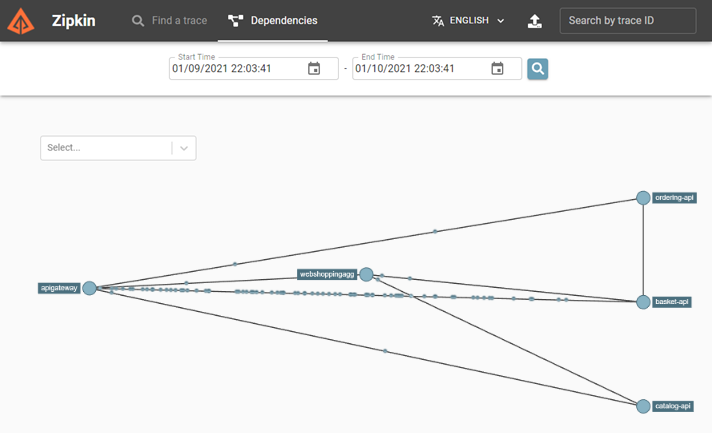 Zipkin
Find a trace
Dependencies
ENGLISH
Search by trace ID
Start Time
01/09/2021 22:03:41
-
End Time
01/10/2021 22:03:41
Select...
ordering-api
webshoppingagg
apigateway
basket-api
catalog-api